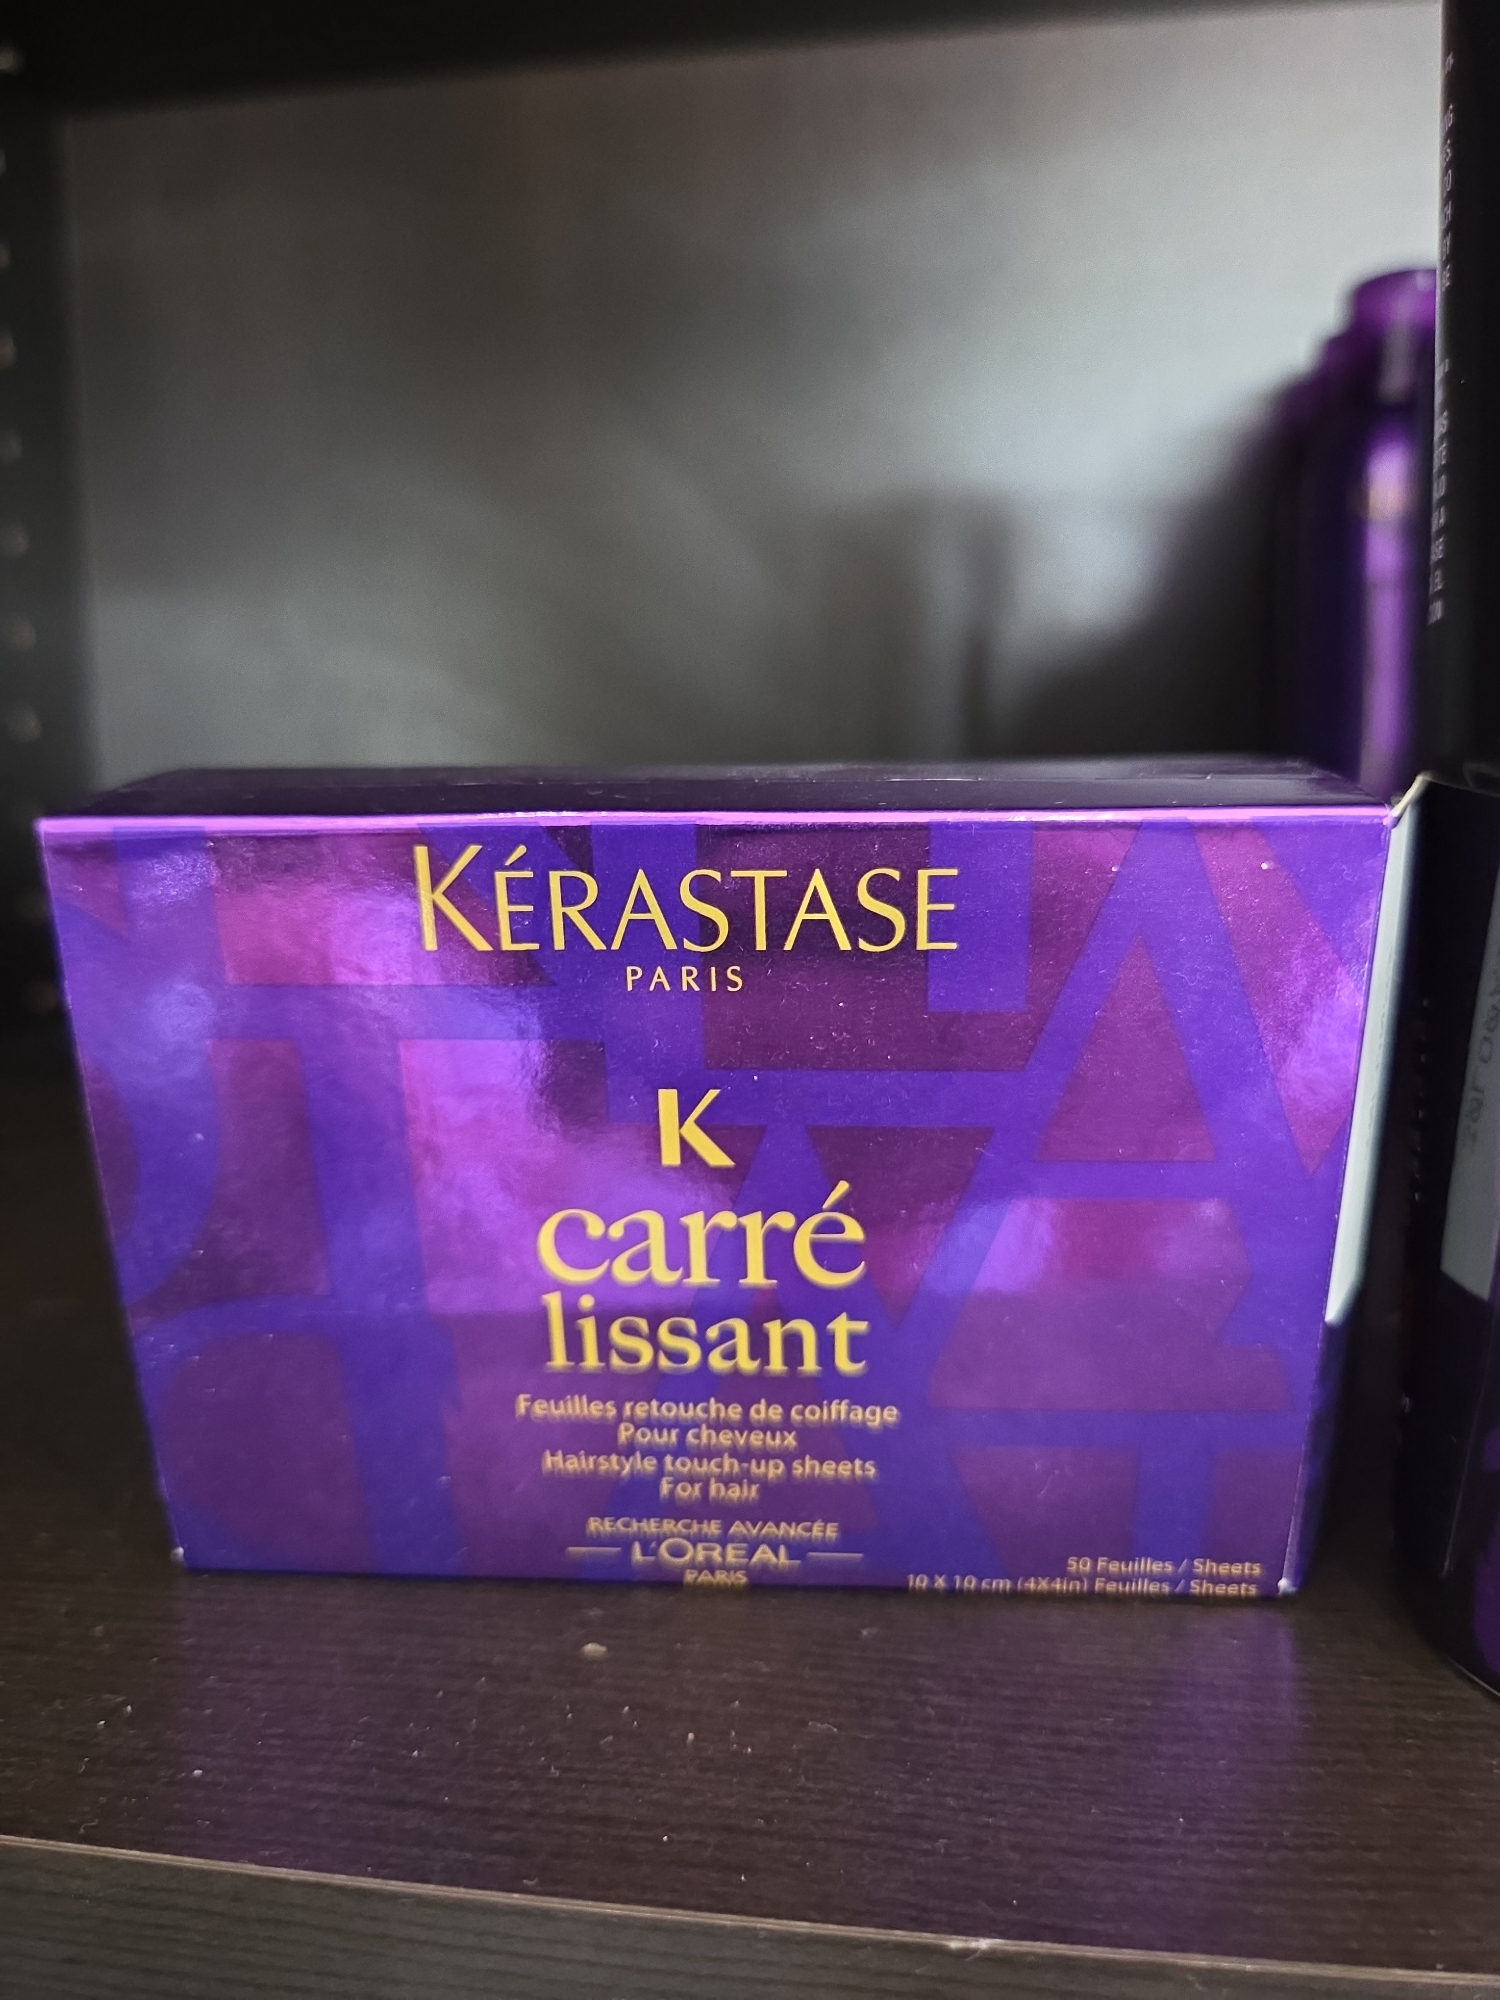 KÉRASTASE
PARIS
K
carré
lissant
Feuilles retouche de coiffage
Pour cheveux
Hairstyle touch-up sheets
For hair
RECHERCHE AVANCÉE
L'ORÉAL
PARIS
50 Feuilles / Sheets
10 X 10 cm (4X4in) Feuilles / Sheets